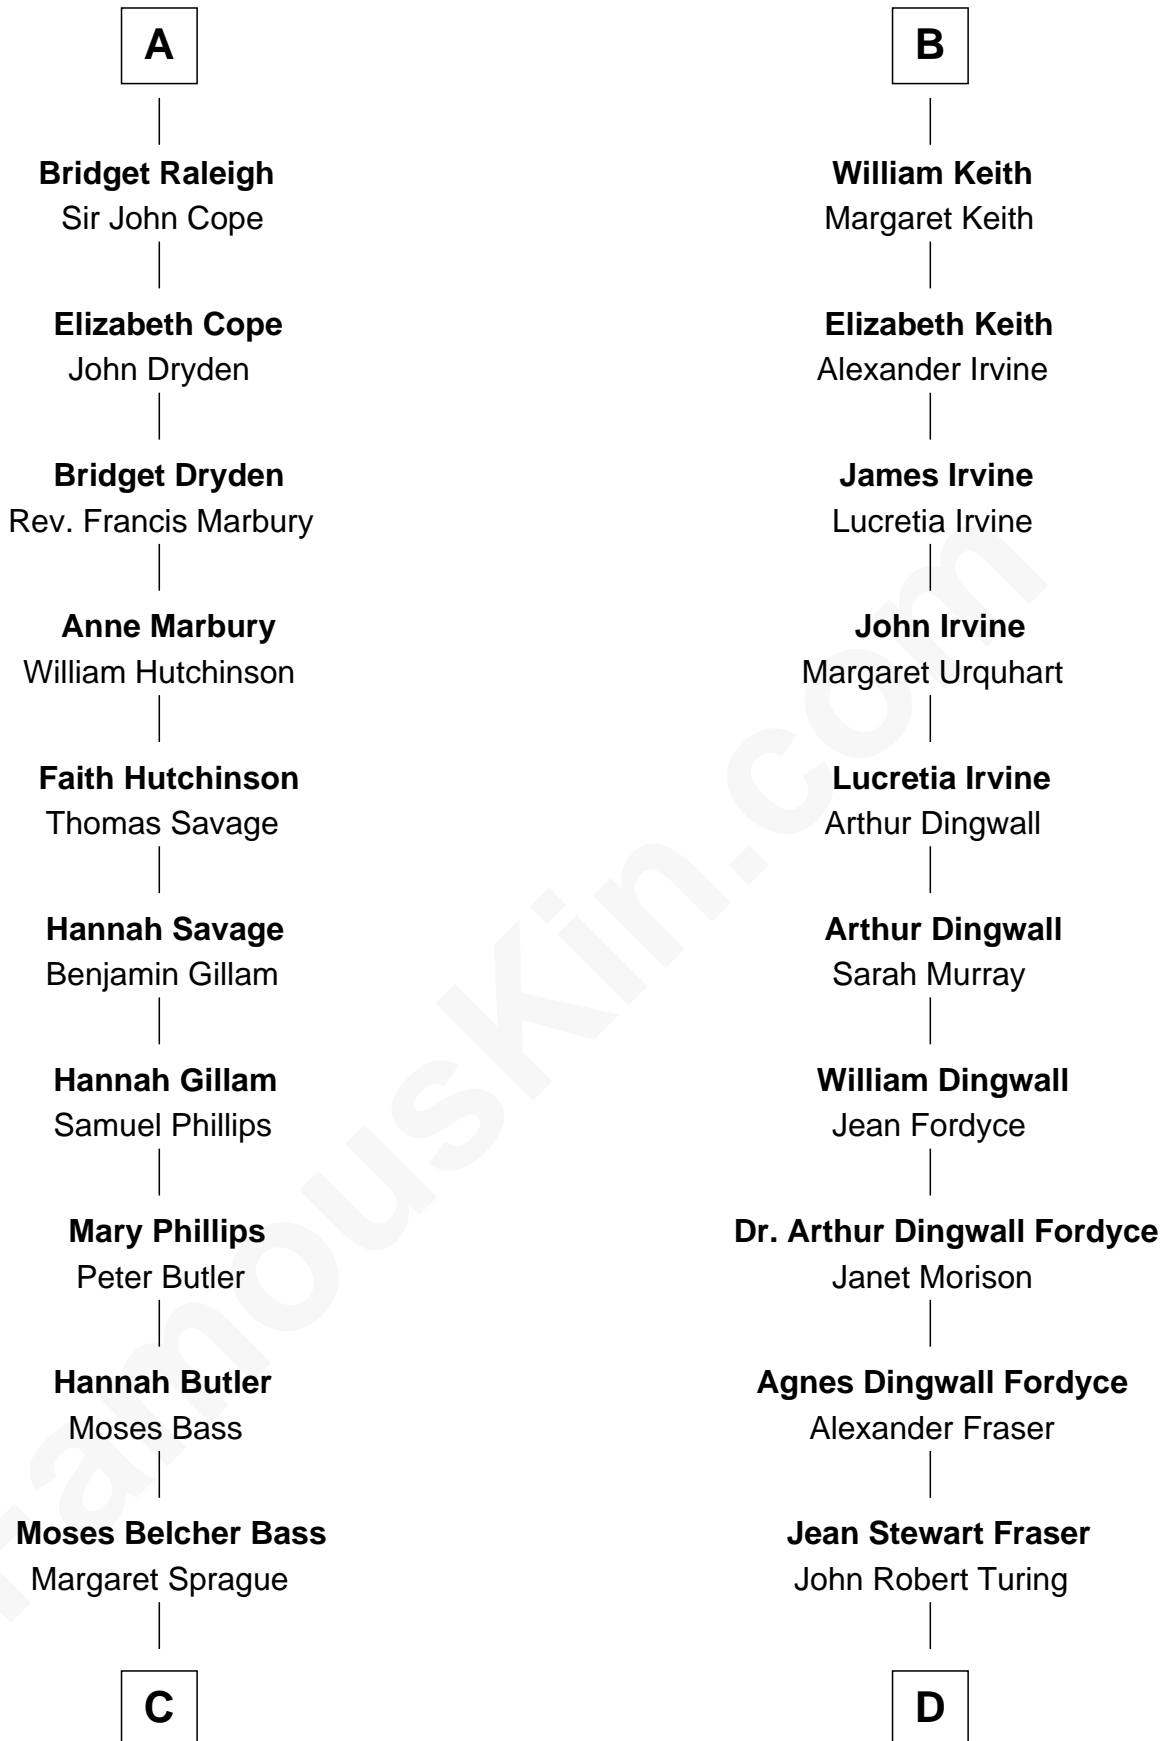 A
Bridget Raleigh
Sir John Cope
Elizabeth Cope
John Dryden
Bridget Dryden
Rev. Francis Marbury
Anne Marbury
William Hutchinson
Faith Hutchinson
Thomas Savage
Hannah Savage
Benjamin Gillam
Hannah Gillam
Samuel Phillips
Mary Phillips
Peter Butler
Hannah Butler
Moses Bass
Moses Belcher Bass
Margaret Sprague
C
B
William Keith
Margaret Keith
Elizabeth Keith
Alexander Irvine
James Irvine
Lucretia Irvine
John Irvine
Margaret Urquhart
Lucretia Irvine
Arthur Dingwall
Arthur Dingwall
Sarah Murray
William Dingwall
Jean Fordyce
Dr. Arthur Dingwall Fordyce
Janet Morison
Agnes Dingwall Fordyce
Alexander Fraser
Jean Stewart Fraser
John Robert Turing
D
FamousKin.com